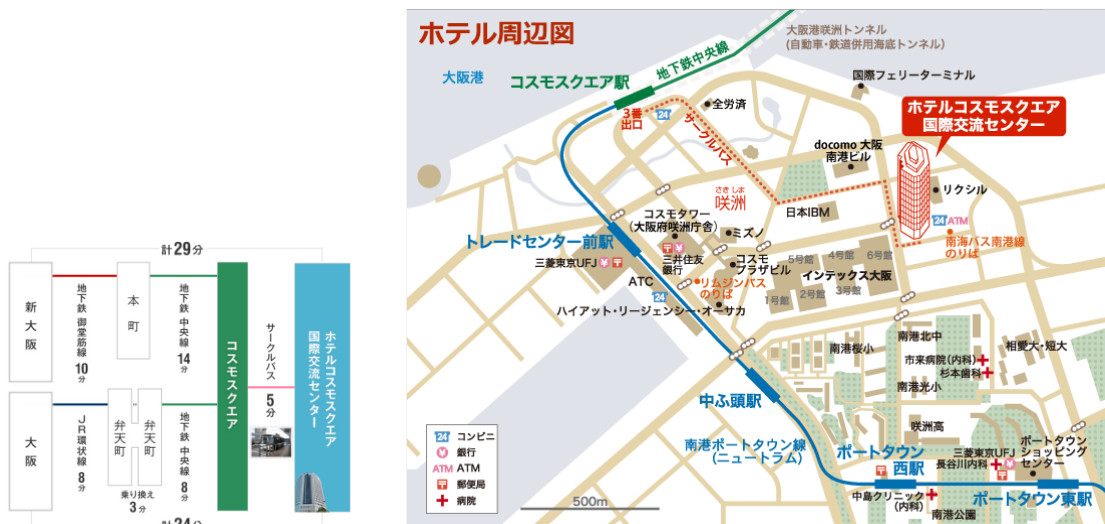 計29分
新大阪
地下鉄 御堂筋線
10分
本町
地下鉄 中央線
14分
大阪
JR環状線
8分
弁天町
弁天町
乗り換え
3分
地下鉄 中央線
8分
コスモスクエア
サークルバス
5分
ホテルコスモスクエア
国際交流センター
計24分
ホテル周辺図
大阪港
コスモスクエア駅
地下鉄中央線
大阪港咲洲トンネル
(自動車・鉄道併用海底トンネル)
国際フェリーターミナル
3番
出口
24
全労済
サークルバス
ホテルコスモスクエア
国際交流センター
docomo 大阪
南港ビル
リクシル
さきしま
咲洲
日本IBM
24 ATM
南海バス南港線
のりば
コスモタワー
(大阪府咲洲庁舎)
ミズノ
トレードセンター前駅
三菱東京UFJ
三井住友
銀行
コスモ
プラザビル
5号館
4号館
6号館
インテックス大阪
1号館
2号館
3号館
ATC
24
リムジンバス
のりば
ハイアット・リージェンシー・オーサカ
南港北中
南港桜小
市来病院(内科)
杉本歯科
相愛大・短大
南港光小
中ふ頭駅
咲洲高
南港ポートタウン線
(ニュートラム)
ポートタウン
西駅
三菱東京UFJ
長谷川内科
ポートタウン
ショッピング
センター
中島クリニック
(内科)
ポートタウン東駅
南港公園
24 コンビニ
銀行
ATM ATM
郵便局
病院
500m